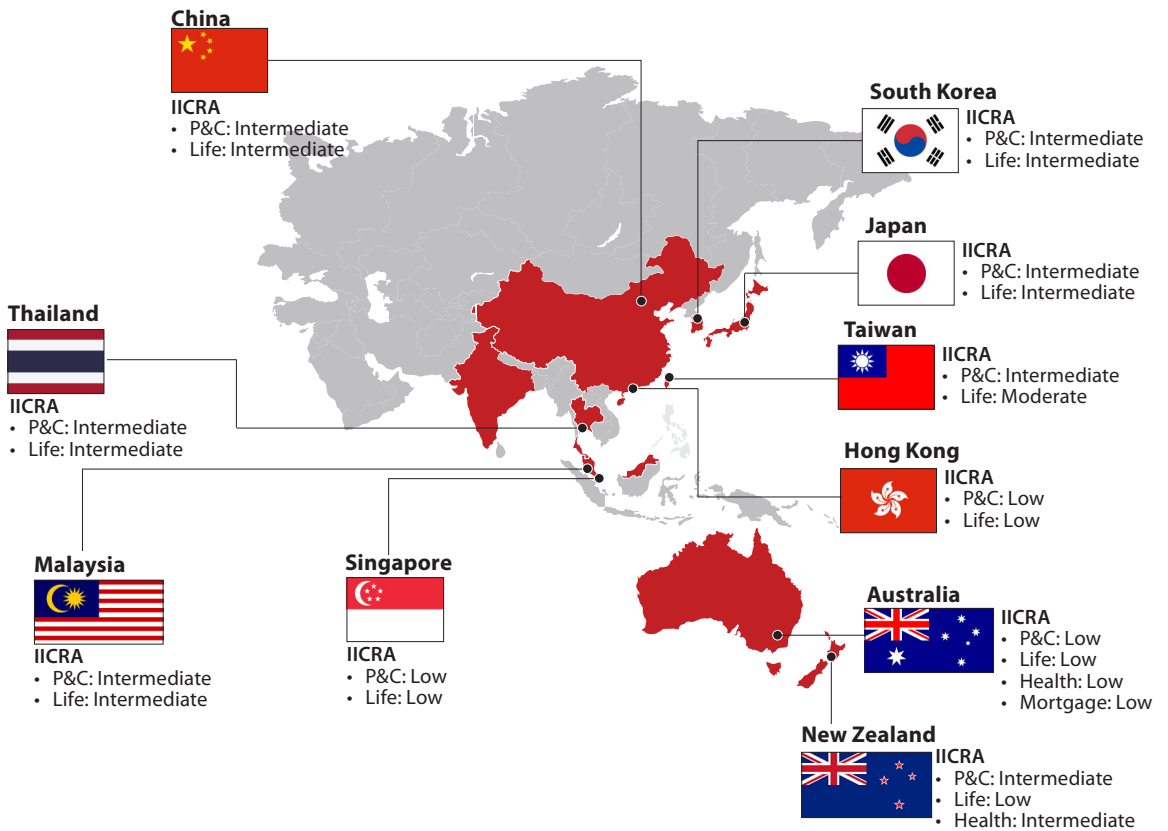 China
IICRA
• P&C: Intermediate
• Life: Intermediate
South Korea
IICRA
• P&C: Intermediate
• Life: Intermediate
Japan
IICRA
• P&C: Intermediate
• Life: Intermediate
Thailand
IICRA
• P&C: Intermediate
• Life: Intermediate
Taiwan
IICRA
• P&C: Intermediate
• Life: Moderate
Hong Kong
IICRA
• P&C: Low
• Life: Low
Malaysia
IICRA
• P&C: Intermediate
• Life: Intermediate
Singapore
IICRA
• P&C: Low
• Life: Low
Australia
IICRA
• P&C: Low
• Life: Low
• Health: Low
• Mortgage: Low
New Zealand
IICRA
• P&C: Intermediate
• Life: Low
• Health: Intermediate